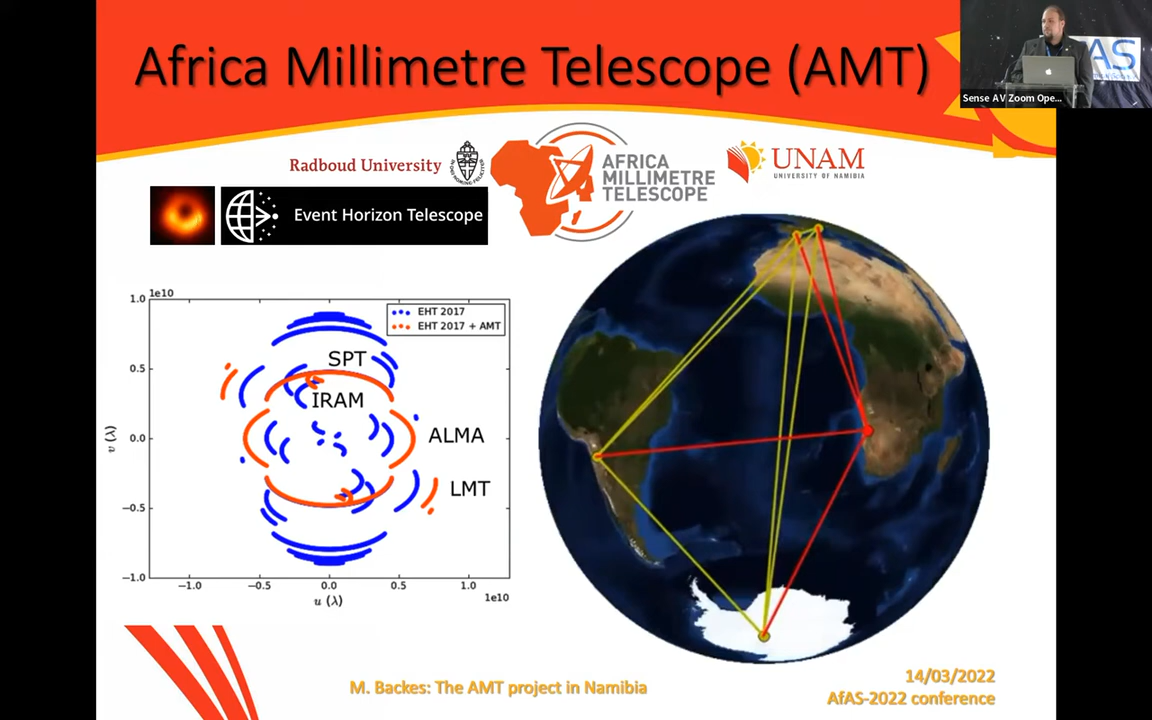 Africa Millimetre Telescope (AMT)
AS
Sense AV Zoom Ope...
Radboud University
AFRICA
MILLIMETRE
TELESCOPE
UNAM
UNIVERSITY OF NAMIBIA
Event Horizon Telescope
1e10
EHT 2017
EHT 2017 + AMT
SPT
IRAM
ALMA
LMT
v (λ)
1.0
0.5
0.0
−0.5
−1.0
−1.0
−0.5
0.0
0.5
1.0
u (λ)
1e10
M. Backes: The AMT project in Namibia
14/03/2022
AfAS-2022 conference